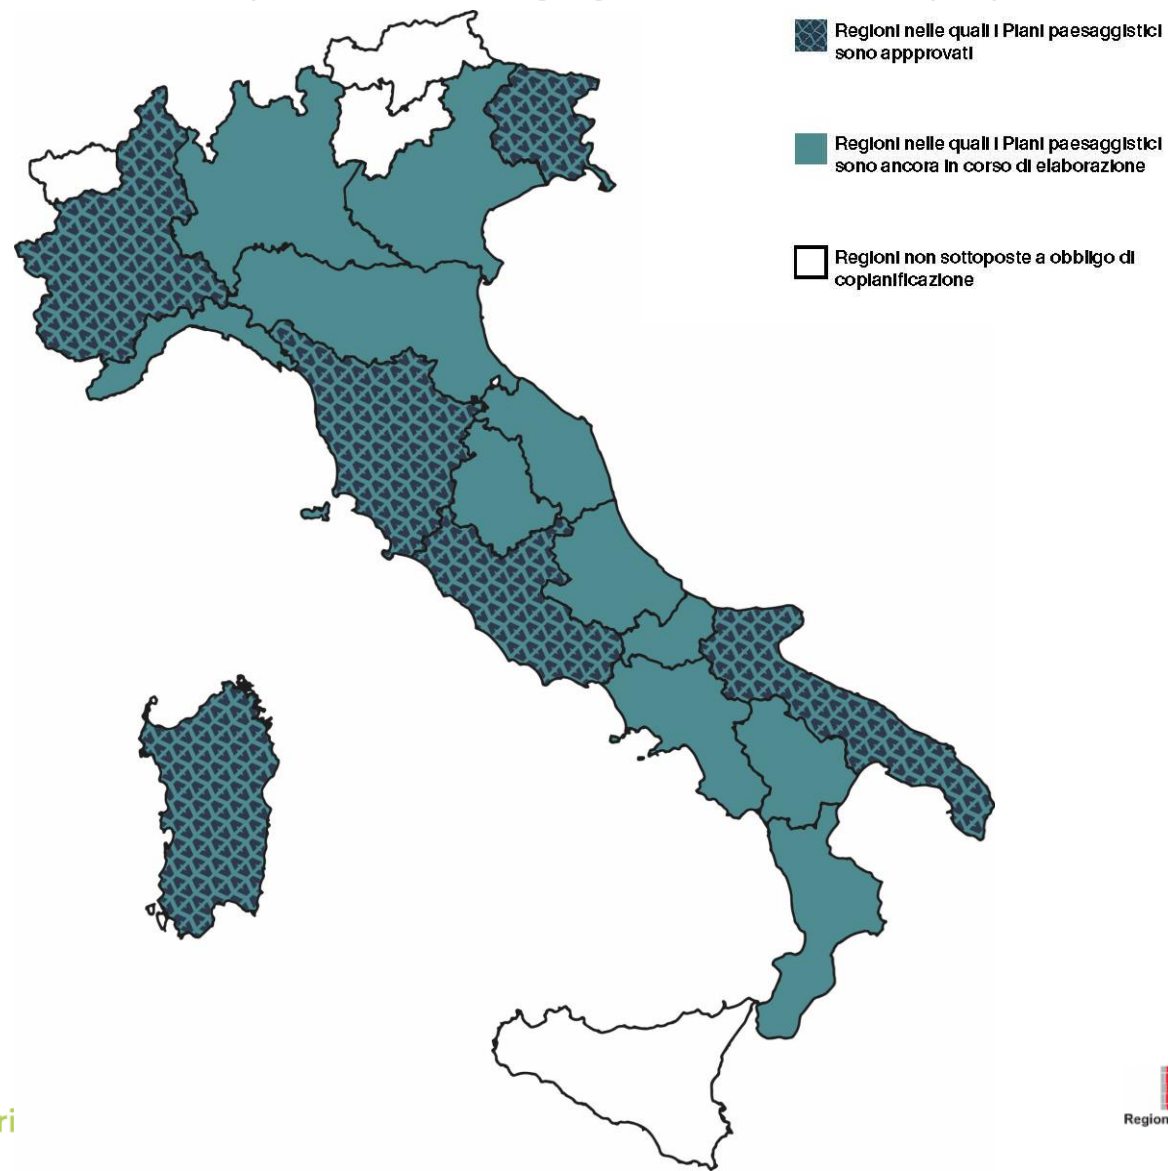 Regioni nelle quali i Piani paesaggistici
sono appprovati
Regioni nelle quali i Piani paesaggistici
sono ancora in corso di elaborazione
Regioni non sottoposte a obbligo di
copianificazione
ri
Region